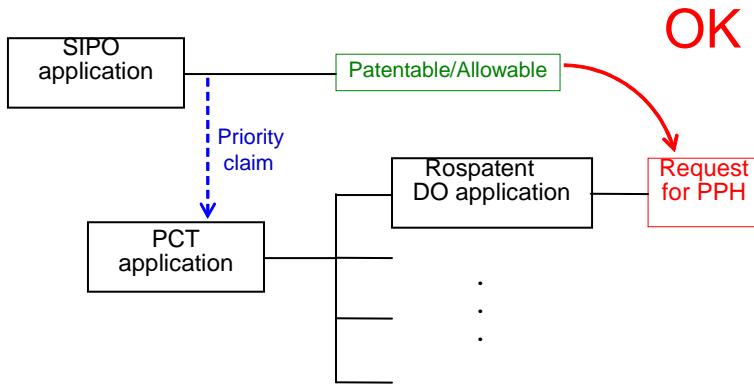 OK
SIPO
application
Patentable/Allowable
Priority
claim
Rospatent
DO application
Request
for PPH
PCT
application